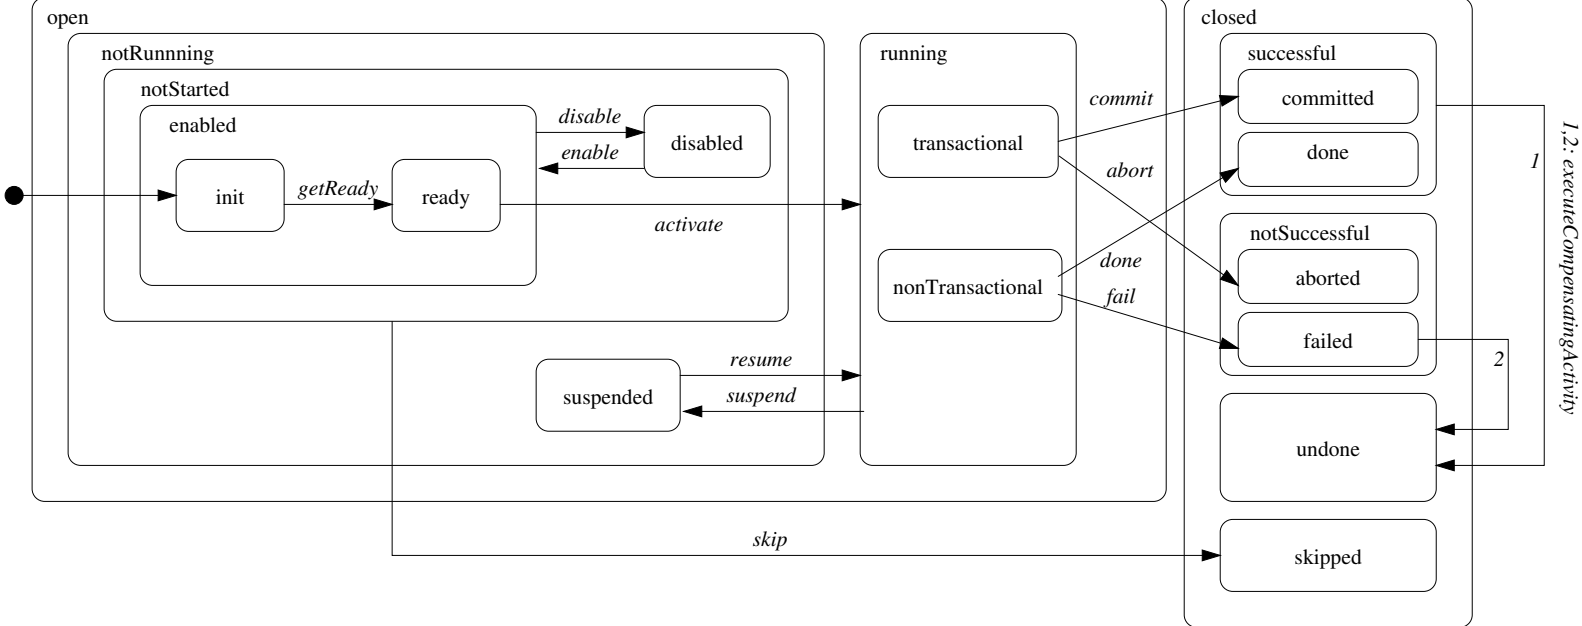 open
closed
notRunnning
running
successful
notStarted
enabled
disable
disabled
enable
init
getReady
ready
activate
transactional
commit
committed
abort
done
1
1,2: executeCompensatingActivity
notSuccessful
nonTransactional
done
fail
aborted
failed
2
suspended
resume
suspend
undone
skip
skipped